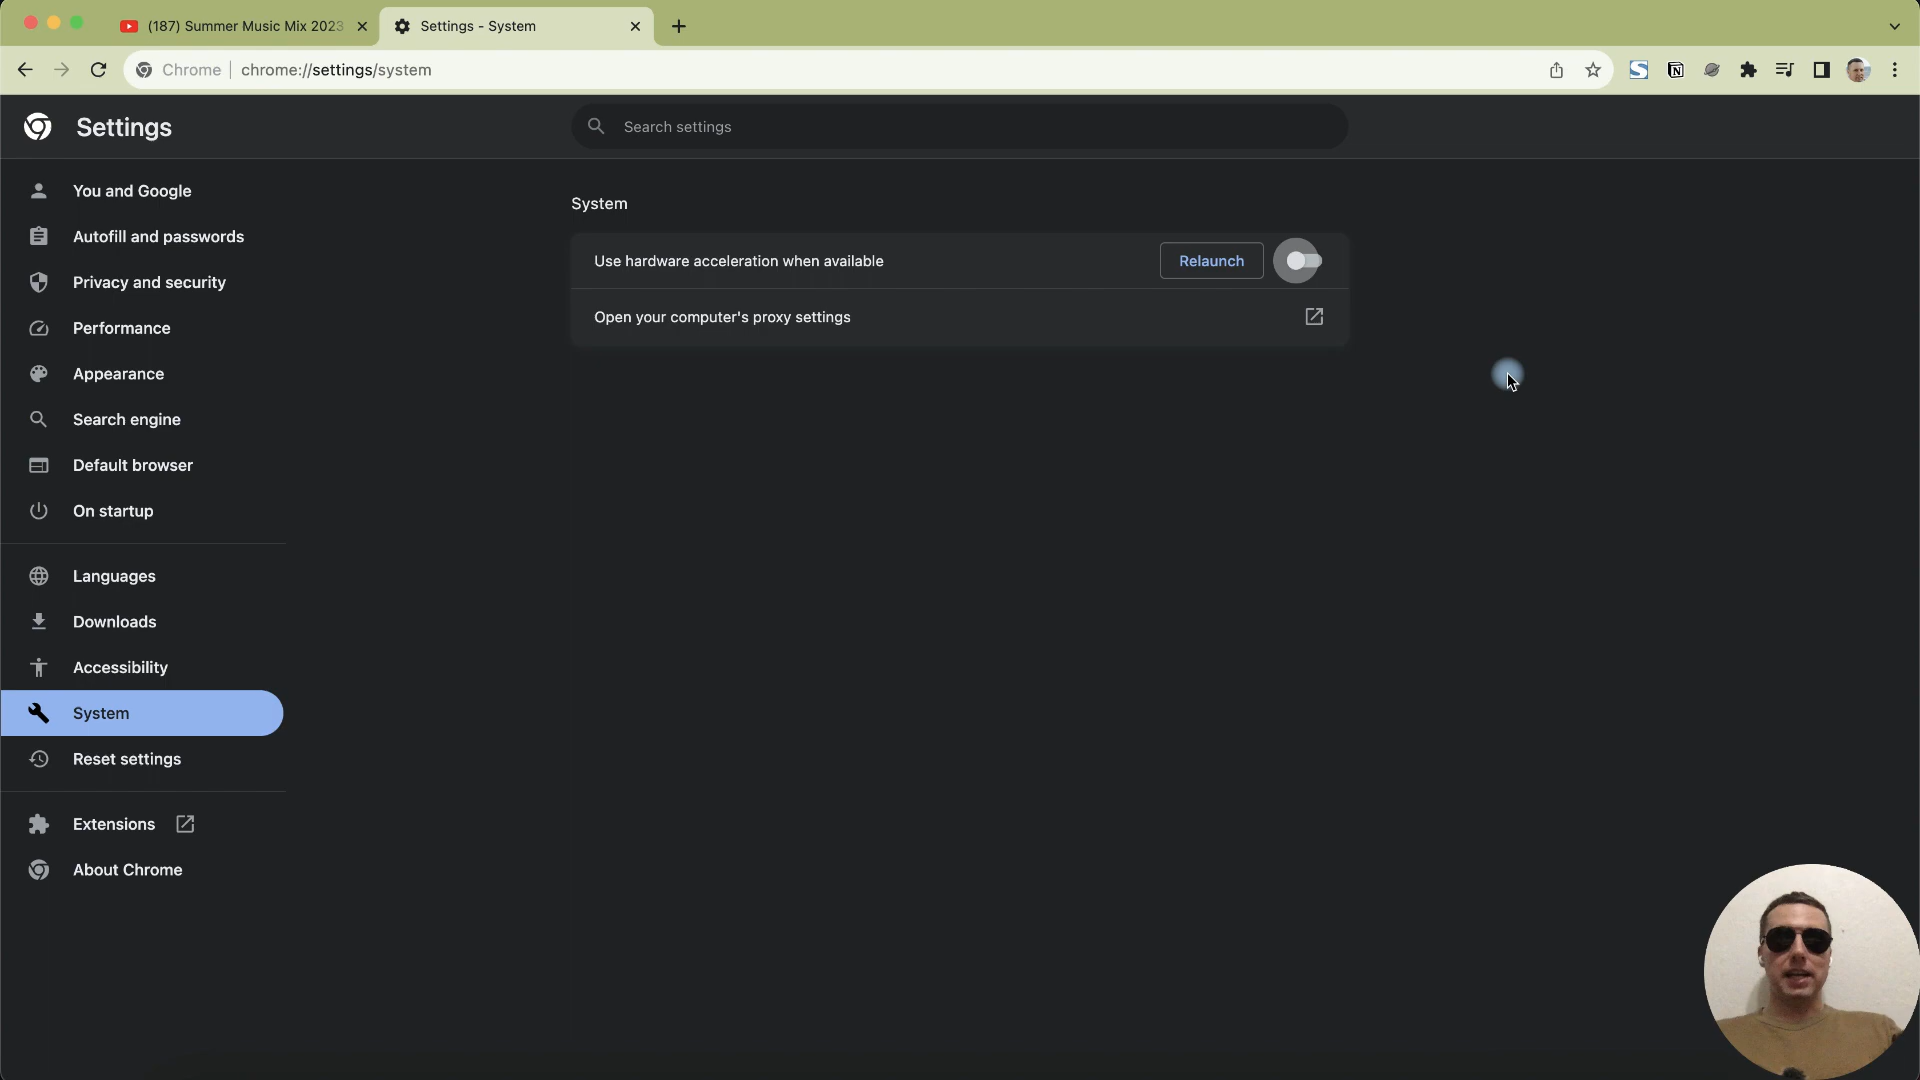 (187) Summer Music Mix 2023
Settings - System
Chrome
chrome://settings/system
Settings
Search settings
You and Google
Autofill and passwords
Privacy and security
Performance
Appearance
Search engine
Default browser
On startup
Languages
Downloads
Accessibility
System
Reset settings
Extensions
About Chrome
System
Use hardware acceleration when available
Relaunch
Open your computer's proxy settings